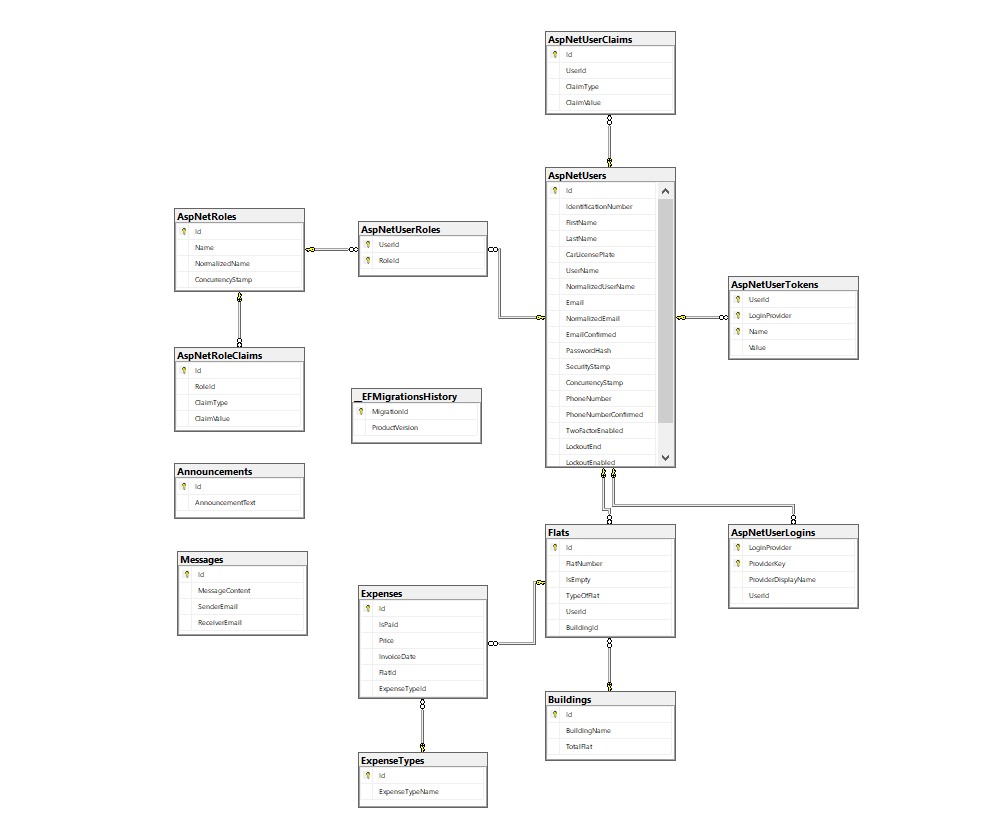 AspNetUserClaims
Id
UserId
ClaimType
ClaimValue
AspNetUsers
Id
IdentificationNumber
FirstName
LastName
CarLicensePlate
UserName
NormalizedUserName
Email
NormalizedEmail
EmailConfirmed
PasswordHash
SecurityStamp
ConcurrencyStamp
PhoneNumber
PhoneNumberConfirmed
TwoFactorEnabled
LockoutEnd
LockoutEnabled
AspNetRoles
Id
Name
NormalizedName
ConcurrencyStamp
AspNetUserRoles
UserId
RoleId
AspNetUserTokens
UserId
LoginProvider
Name
Value
AspNetRoleClaims
Id
RoleId
ClaimType
ClaimValue
__EFMigrationsHistory
MigrationId
ProductVersion
Announcements
Id
AnnouncementText
Messages
Id
MessageContent
SenderEmail
ReceiverEmail
Flats
Id
FlatNumber
IsEmpty
TypeOfFlat
UserId
BuildingId
AspNetUserLogins
LoginProvider
ProviderKey
ProviderDisplayName
UserId
Expenses
Id
IsPaid
Price
InvoiceDate
FlatId
ExpenseTypeId
Buildings
Id
BuildingName
TotalFlat
ExpenseTypes
Id
ExpenseTypeName